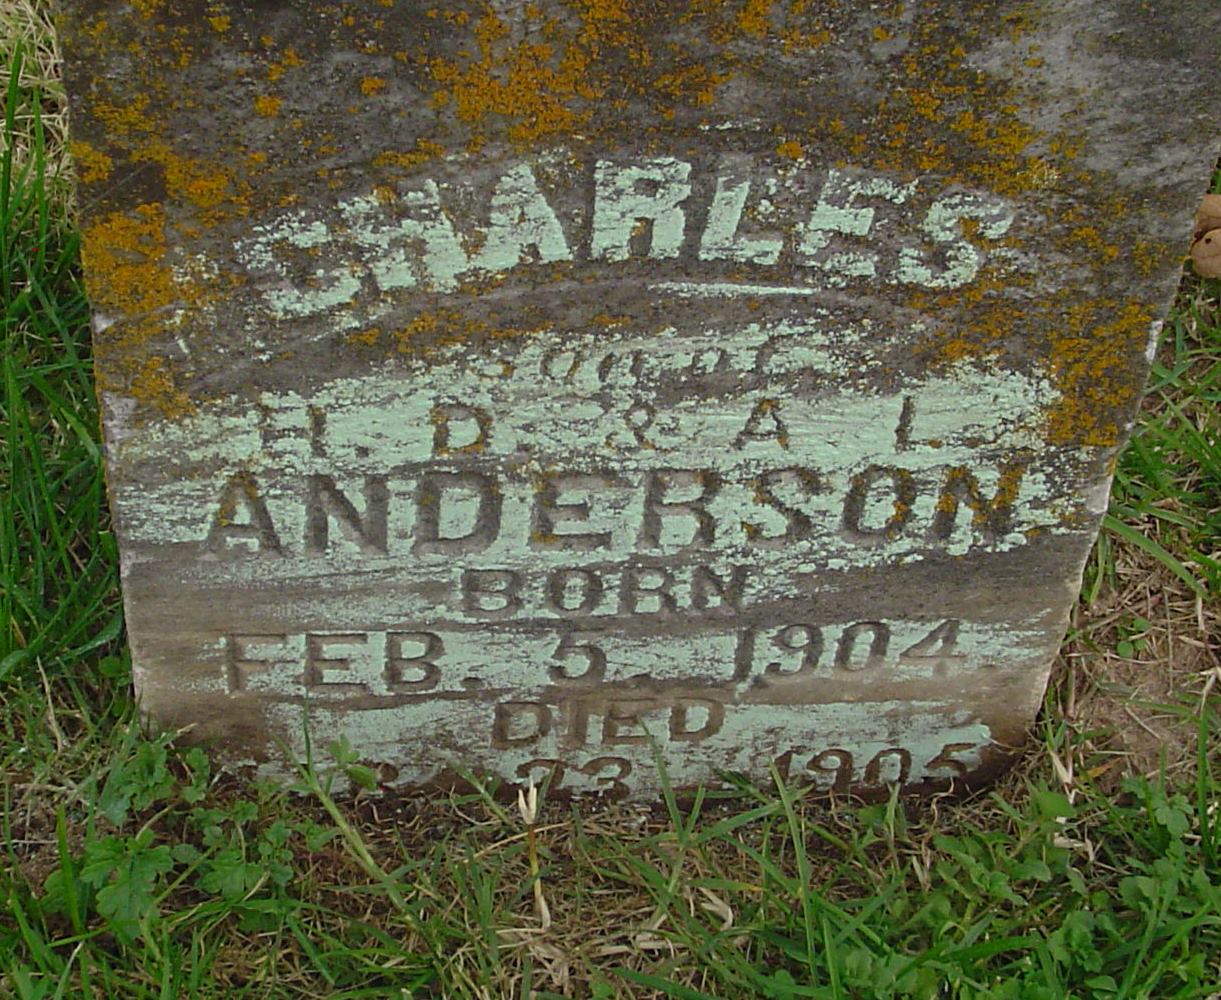 CHARLES
Son of
H. D. & A. L.
ANDERSON
BORN
FEB. 5, 1904.
DIED
23 1905